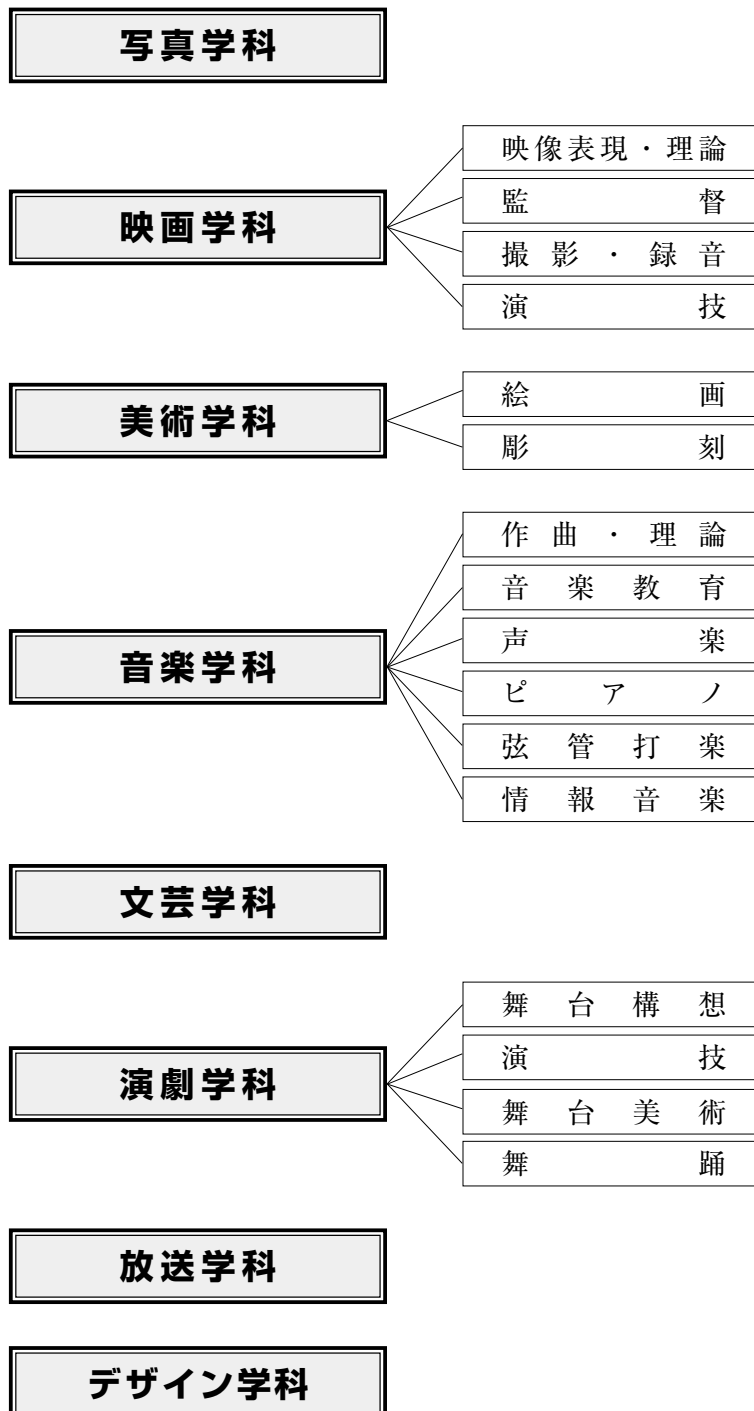 写真学科
映画学科
映像表現・理論
監督
撮影・録音
演技
美術学科
絵画
彫刻
音楽学科
作曲・理論
音楽教育
声楽
ピアノ
弦管打楽
情報音楽
文芸学科
演劇学科
舞台構想
演技
舞台美術
舞踊
放送学科
デザイン学科